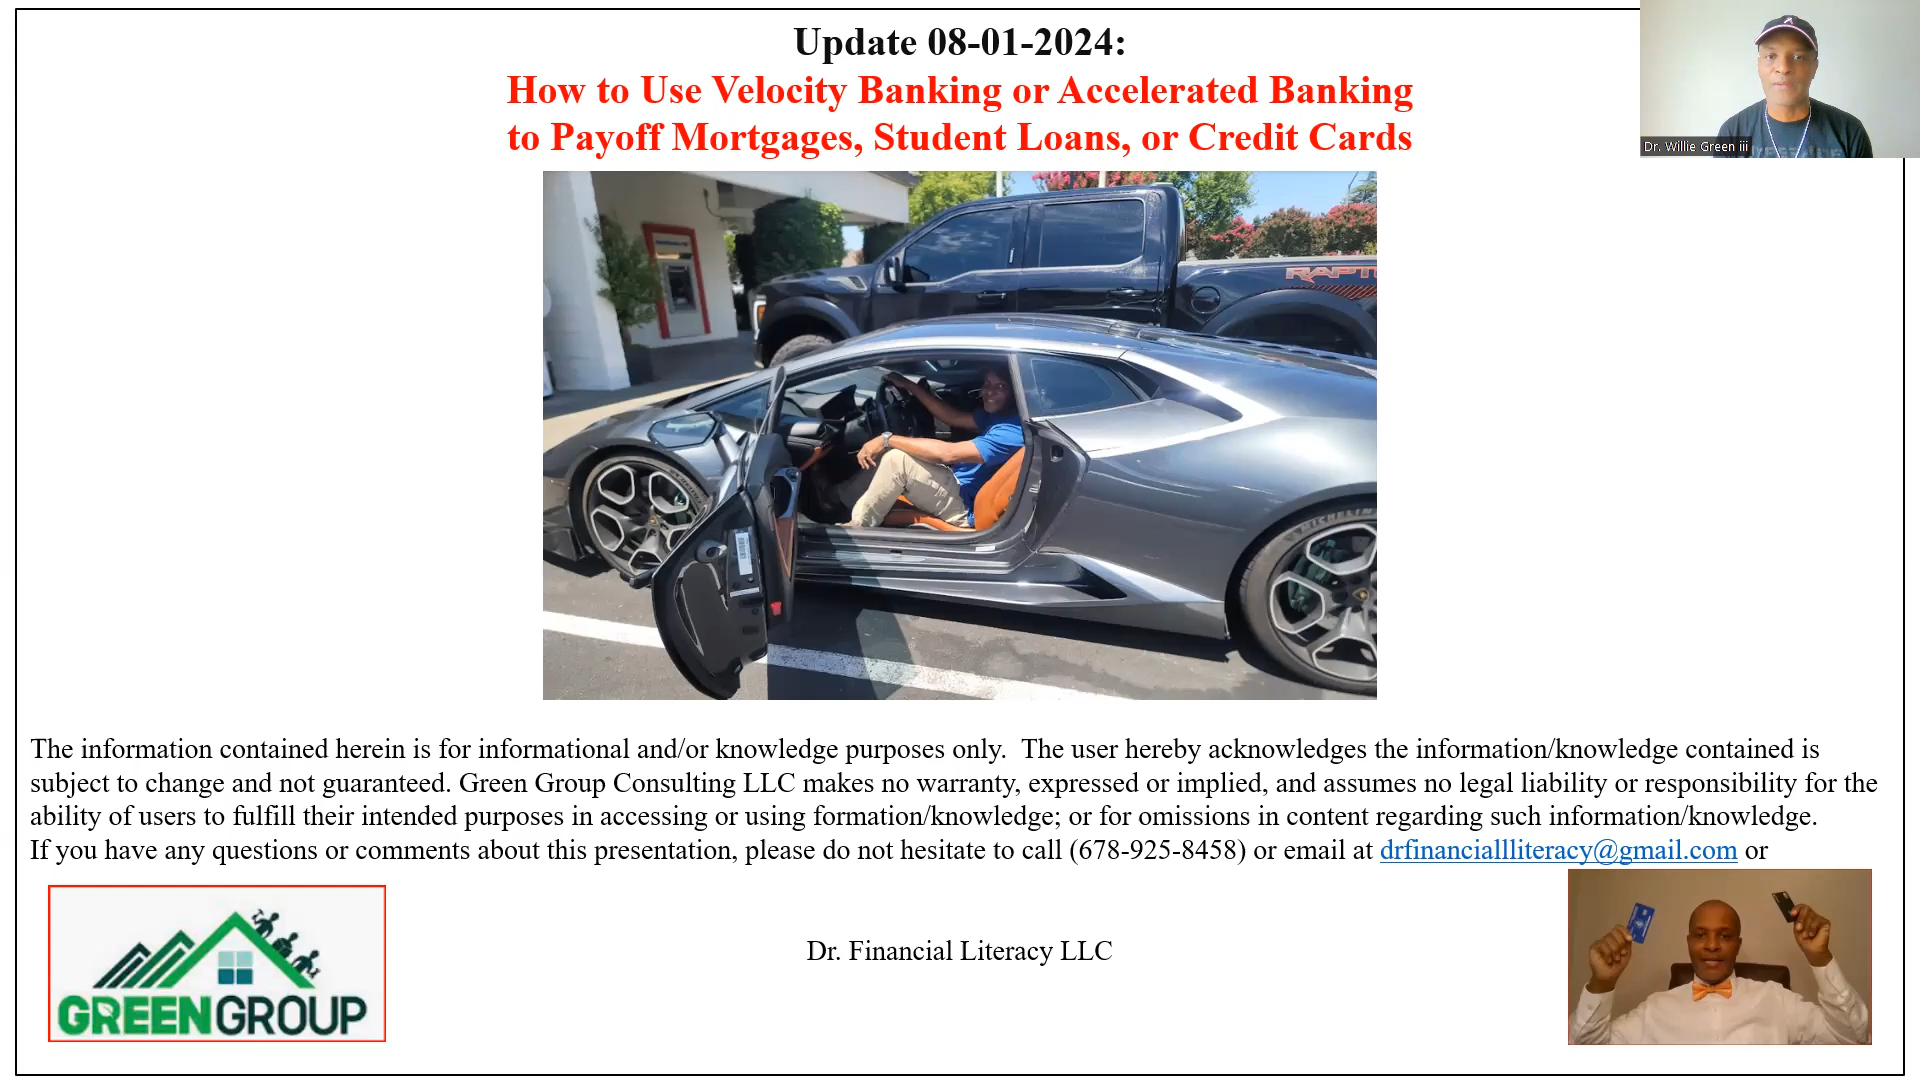 Update 08-01-2024:
How to Use Velocity Banking or Accelerated Banking
to Payoff Mortgages, Student Loans, or Credit Cards
Dr. Willie Green iii
RAPT
MICHELIN
The information contained herein is for informational and/or knowledge purposes only.  The user hereby acknowledges the information/knowledge contained is
subject to change and not guaranteed. Green Group Consulting LLC makes no warranty, expressed or implied, and assumes no legal liability or responsibility for the
ability of users to fulfill their intended purposes in accessing or using formation/knowledge; or for omissions in content regarding such information/knowledge.
If you have any questions or comments about this presentation, please do not hesitate to call (678-925-8458) or email at drfinanciallliteracy@gmail.com or
GREEN GROUP
Dr. Financial Literacy LLC